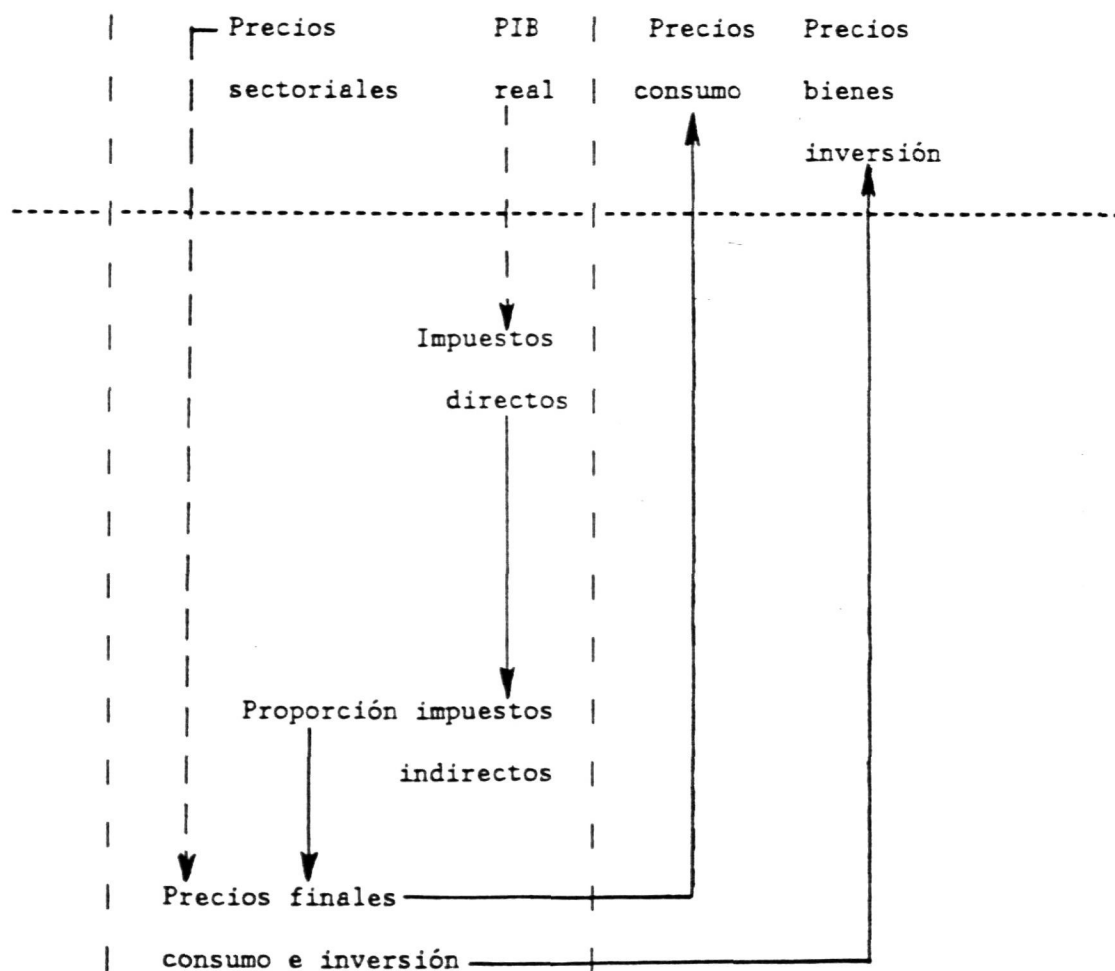 Precios PIB Precios Precios
sectoriales real consumo bienes
inversión
Impuestos
directos
Proporción impuestos
indirectos
Precios finales
consumo e inversión